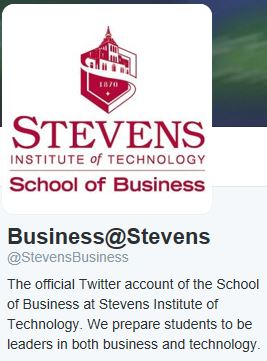 1870
STEVENS
INSTITUTE of TECHNOLOGY
School of Business
Business@Stevens
@StevensBusiness
The official Twitter account of the School
of Business at Stevens Institute of
Technology. We prepare students to be
leaders in both business and technology.